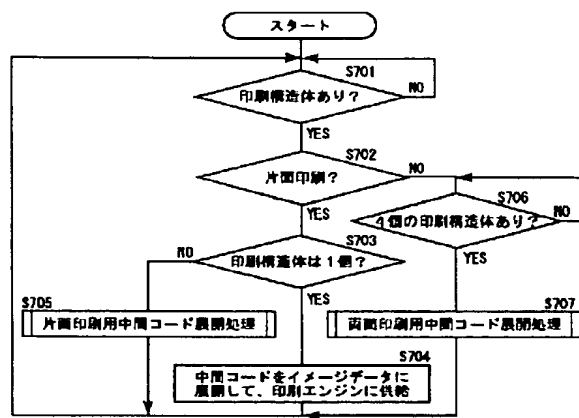 スタート
S701
印刷構造体あり?
NO
YES
S702
片面印刷?
NO
YES
S706
4個の印刷構造体あり?
NO
YES
S703
印刷構造体は1個?
NO
YES
S705
片面印刷用中間コード展開処理
S707
両面印刷用中間コード展開処理
S704
中間コードをイメージデータに
展開して、印刷エンジンに供給